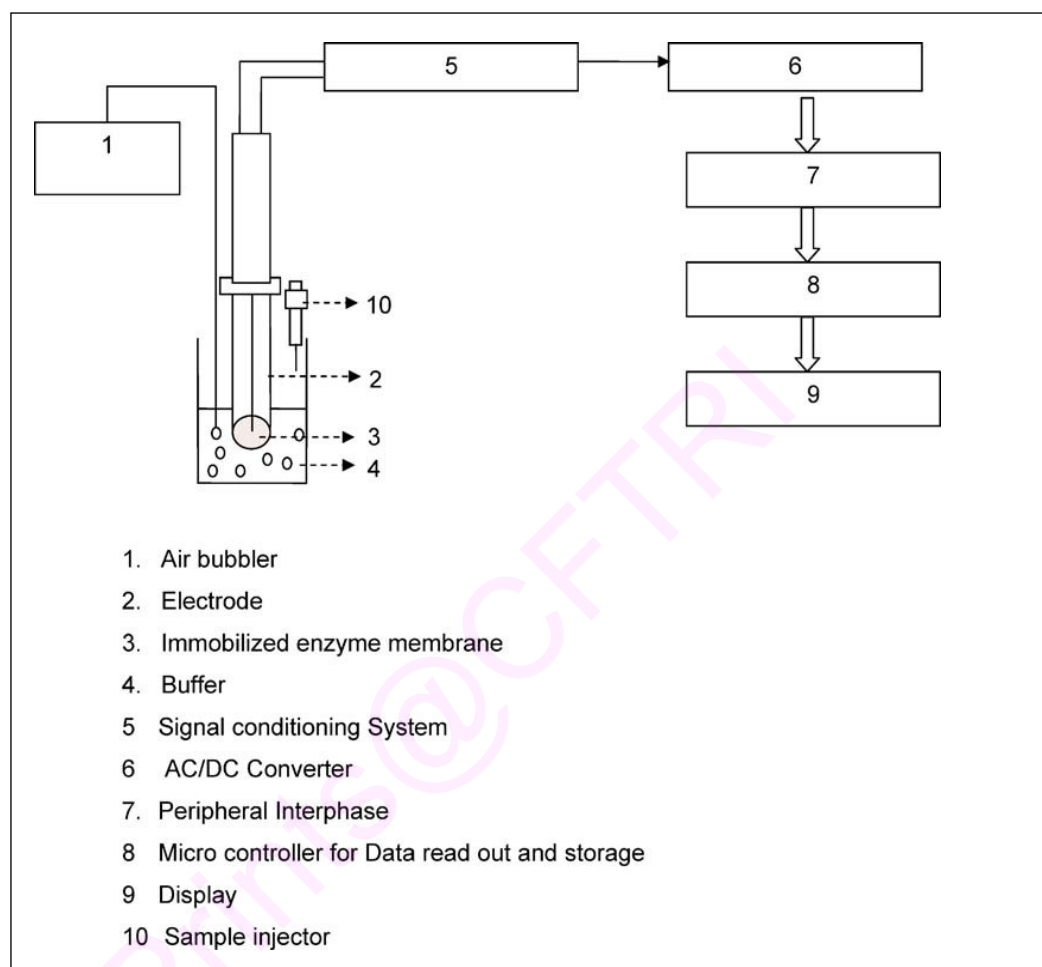 5
6
1
7
10
8
2
9
3
4
1. Air bubbler
2. Electrode
3. Immobilized enzyme membrane
4. Buffer
5 Signal conditioning System
6 AC/DC Converter
7. Peripheral Interphase
8 Micro controller for Data read out and storage
9 Display
10 Sample injector
Prints@CFTRI